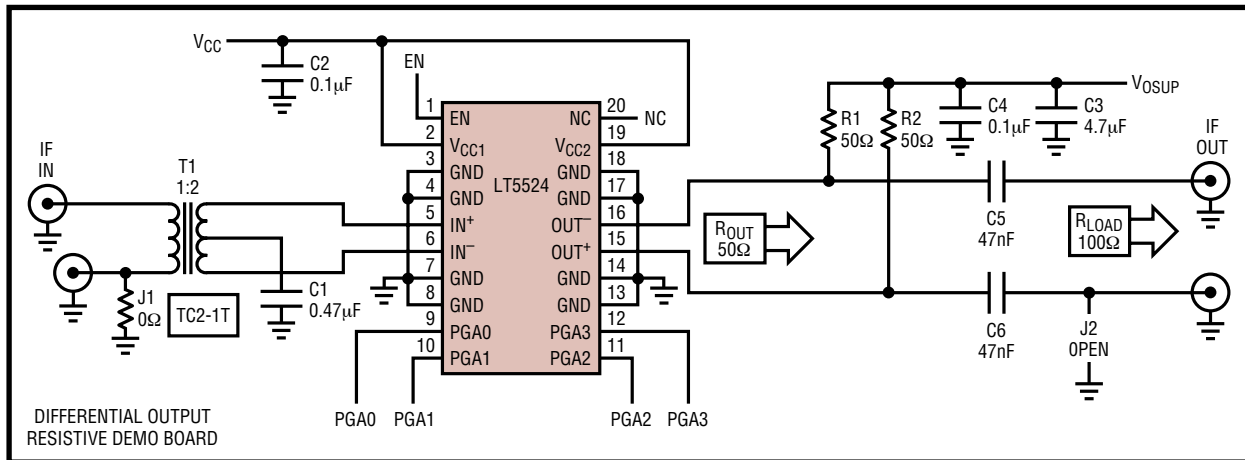 VCC
C2
0.1µF
EN
IF
IN
T1
1:2
J1
0Ω
TC2-1T
C1
0.47µF
1
EN
2
VCC1
3
GND
4
GND
5
IN+
6
IN–
7
GND
8
GND
9
PGA0
10
PGA1
LT5524
20
NC
NC
19
VCC2
18
GND
17
GND
16
OUT–
15
OUT+
14
GND
13
GND
12
PGA3
11
PGA2
PGA0
PGA1
PGA2
PGA3
R1
50Ω
R2
50Ω
C4
0.1µF
C3
4.7µF
VOSUP
IF
OUT
ROUT
50Ω
C5
47nF
RLOAD
100Ω
C6
47nF
J2
OPEN
DIFFERENTIAL OUTPUT
RESISTIVE DEMO BOARD